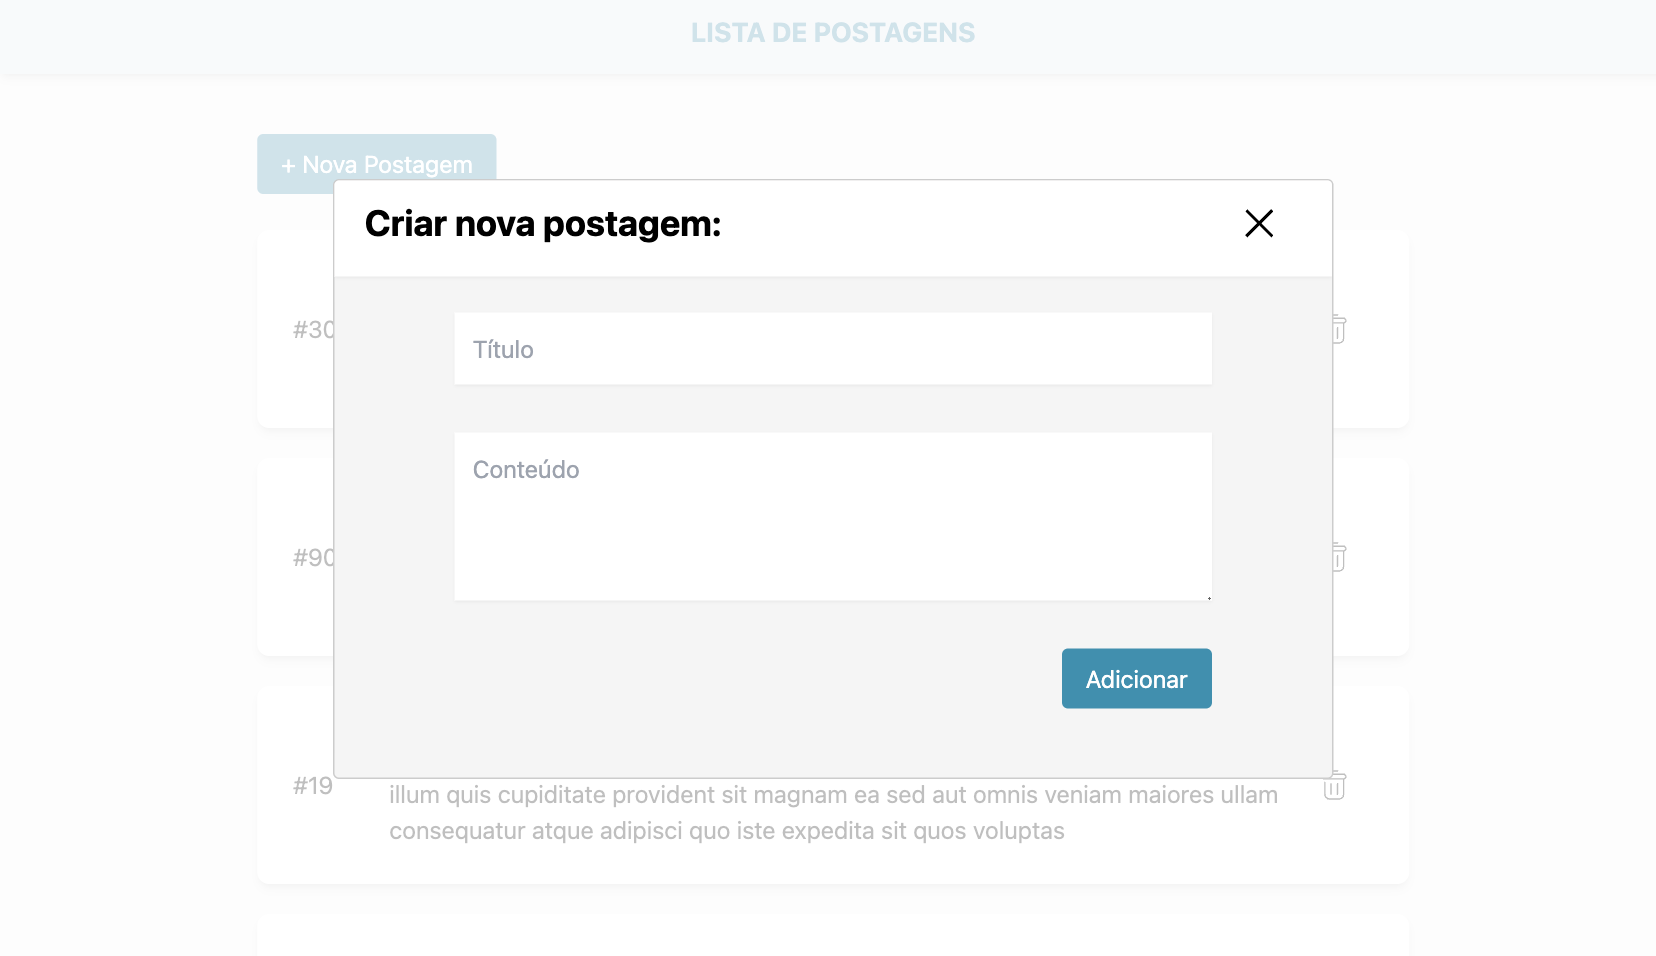 LISTA DE POSTAGENS
+ Nova Postagem
Criar nova postagem:
Título
#30
Conteúdo
#90
Adicionar
#19
illum quis cupiditate provident sit magnam ea sed aut omnis veniam maiores ullam
consequatur atque adipisci quo iste expedita sit quos voluptas